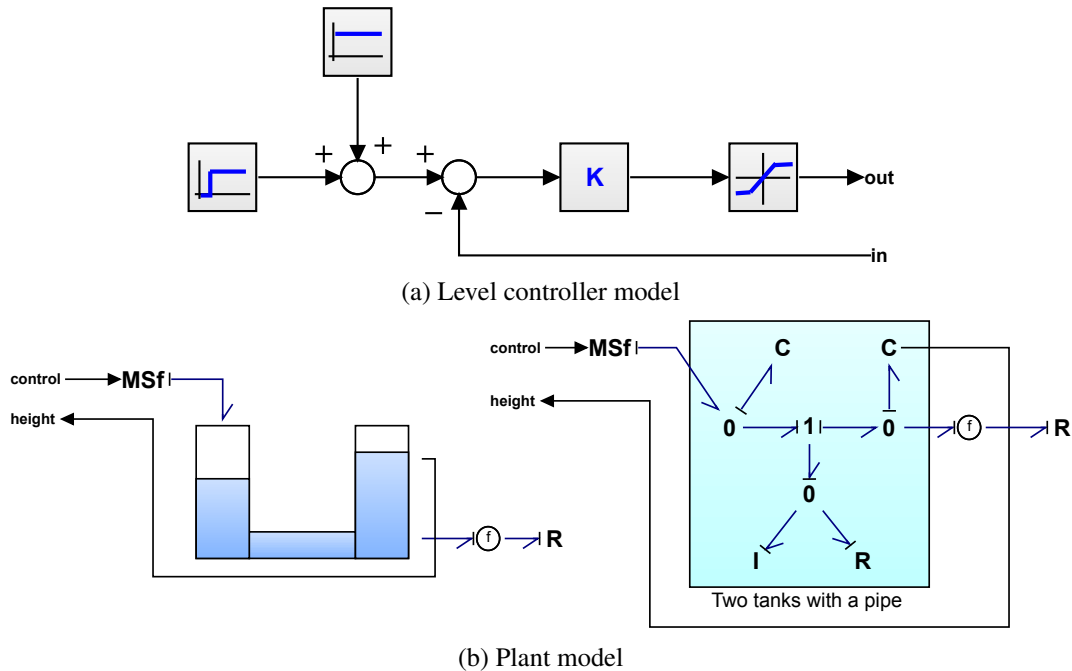 + + +
K
out
−
in
(a) Level controller model
control MSf
height
f R
control MSf C C
height
0 1 0 f R
0
I R
Two tanks with a pipe
(b) Plant model